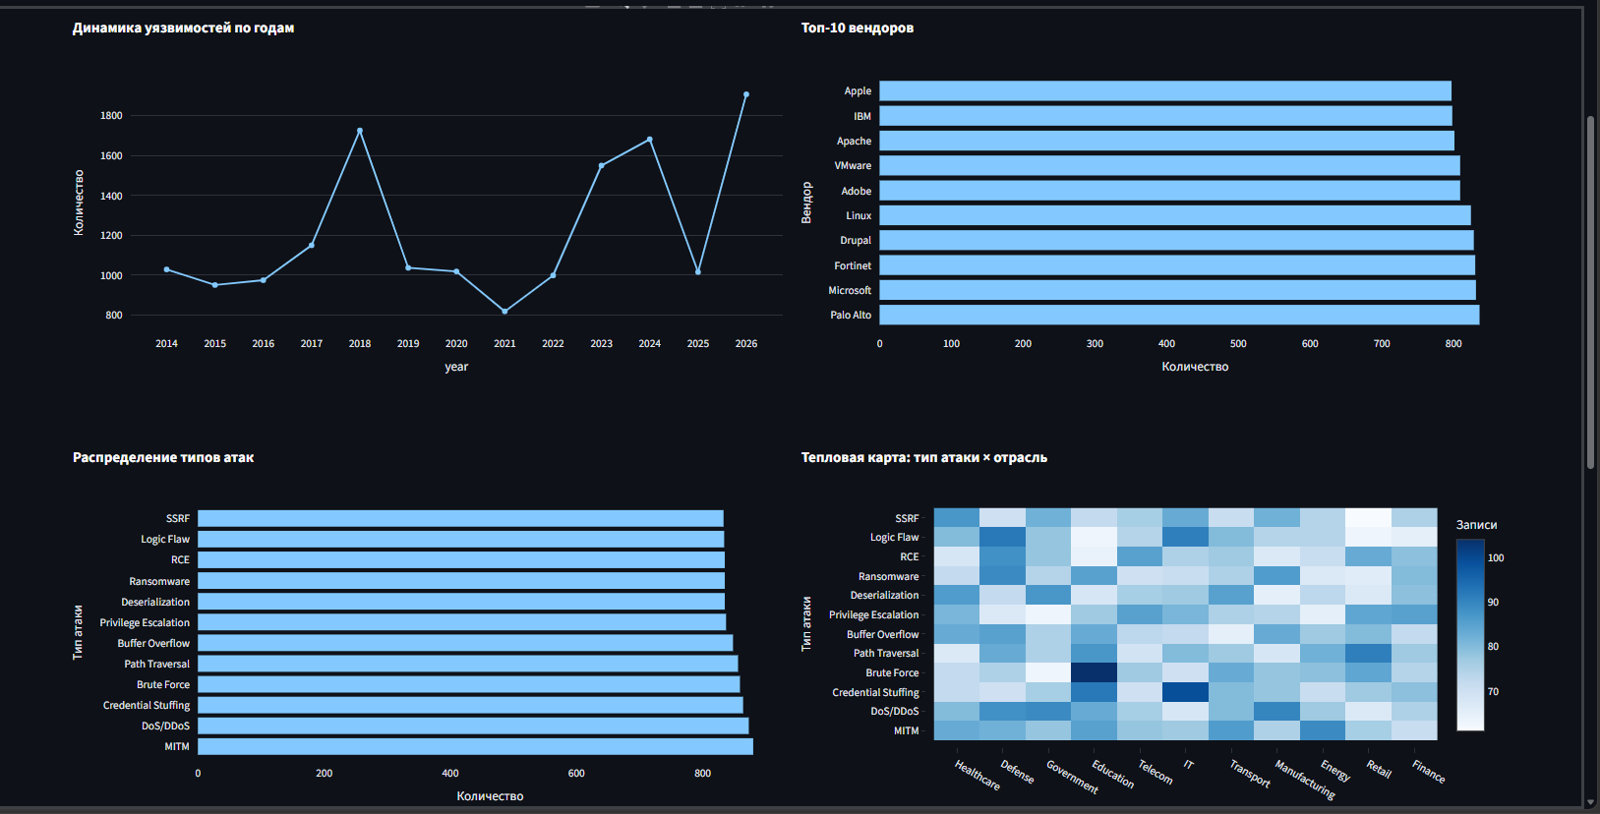 Динамика уязвимостей по годам
Количество
1800
1600
1400
1200
1000
800
2014 2015 2016 2017 2018 2019 2020 2021 2022 2023 2024 2025 2026
year
Топ-10 вендоров
Вендор
Apple
IBM
Apache
VMware
Adobe
Linux
Drupal
Fortinet
Microsoft
Palo Alto
0 100 200 300 400 500 600 700 800
Количество
Распределение типов атак
Тип атаки
SSRF
Logic Flaw
RCE
Ransomware
Deserialization
Privilege Escalation
Buffer Overflow
Path Traversal
Brute Force
Credential Stuffing
DoS/DDoS
MITM
0 200 400 600 800
Количество
Тепловая карта: тип атаки × отрасль
Тип атаки
SSRF
Logic Flaw
RCE
Ransomware
Deserialization
Privilege Escalation
Buffer Overflow
Path Traversal
Brute Force
Credential Stuffing
DoS/DDoS
MITM
Healthcare Defense Government Education Telecom IT Transport Manufacturing Energy Retail Finance
Записи
100
90
80
70